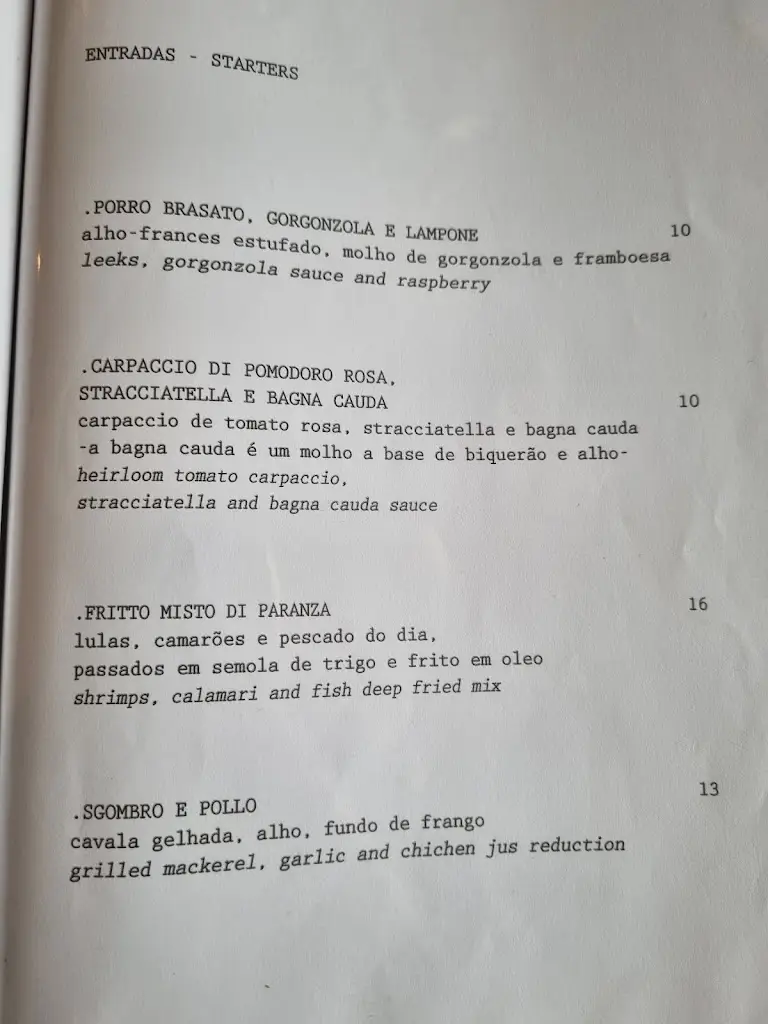 ENTRADAS - STARTERS
.PORRO BRASATO, GORGONZOLA E LAMPONE 10
alho-frances estufado, molho de gorgonzola e framboesa
leeks, gorgonzola sauce and raspberry
.CARPACCIO DI POMODORO ROSA,
STRACCIATELLA E BAGNA CAUDA 10
carpaccio de tomato rosa, stracciatella e bagna cauda
-a bagna cauda é um molho a base de biquerão e alho-
heirloom tomato carpaccio,
stracciatella and bagna cauda sauce
.FRITTO MISTO DI PARANZA 16
lulas, camarões e pescado do dia,
passados em semola de trigo e frito em oleo
shrimps, calamari and fish deep fried mix
.SGOMBRO E POLLO 13
cavala gelhada, alho, fundo de frango
grilled mackerel, garlic and chichen jus reduction